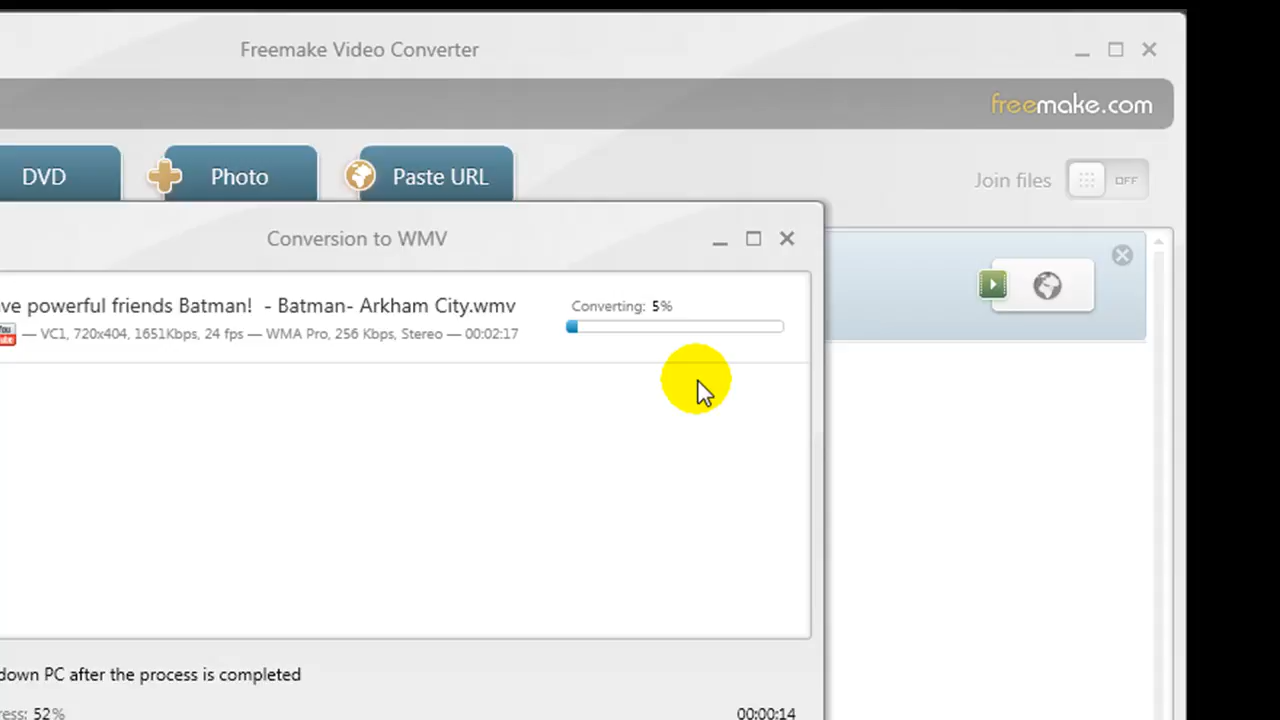 Freemake Video Converter
freemake.com
DVD
Photo
Paste URL
Join files
OFF
Conversion to WMV
ve powerful friends Batman! - Batman- Arkham City.wmv
Converting: 5%
You
Tube
— VC1, 720x404, 1651Kbps, 24 fps — WMA Pro, 256 Kbps, Stereo — 00:02:17
down PC after the process is completed
ress: 52%
00:00:14